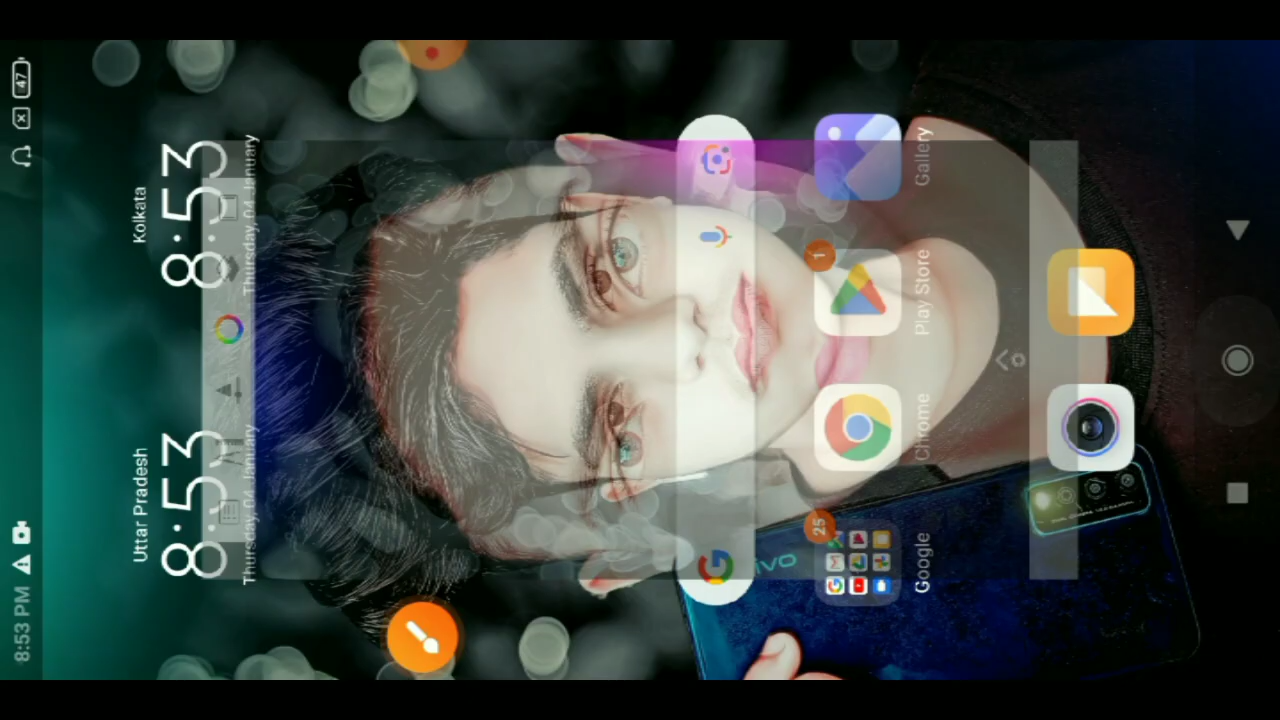 8:53 PM
47
Uttar Pradesh
Kolkata
8:53
8:53
Thursday, 04 January
Thursday, 04 January
vivo
25
1
Google
Chrome
Play Store
Gallery